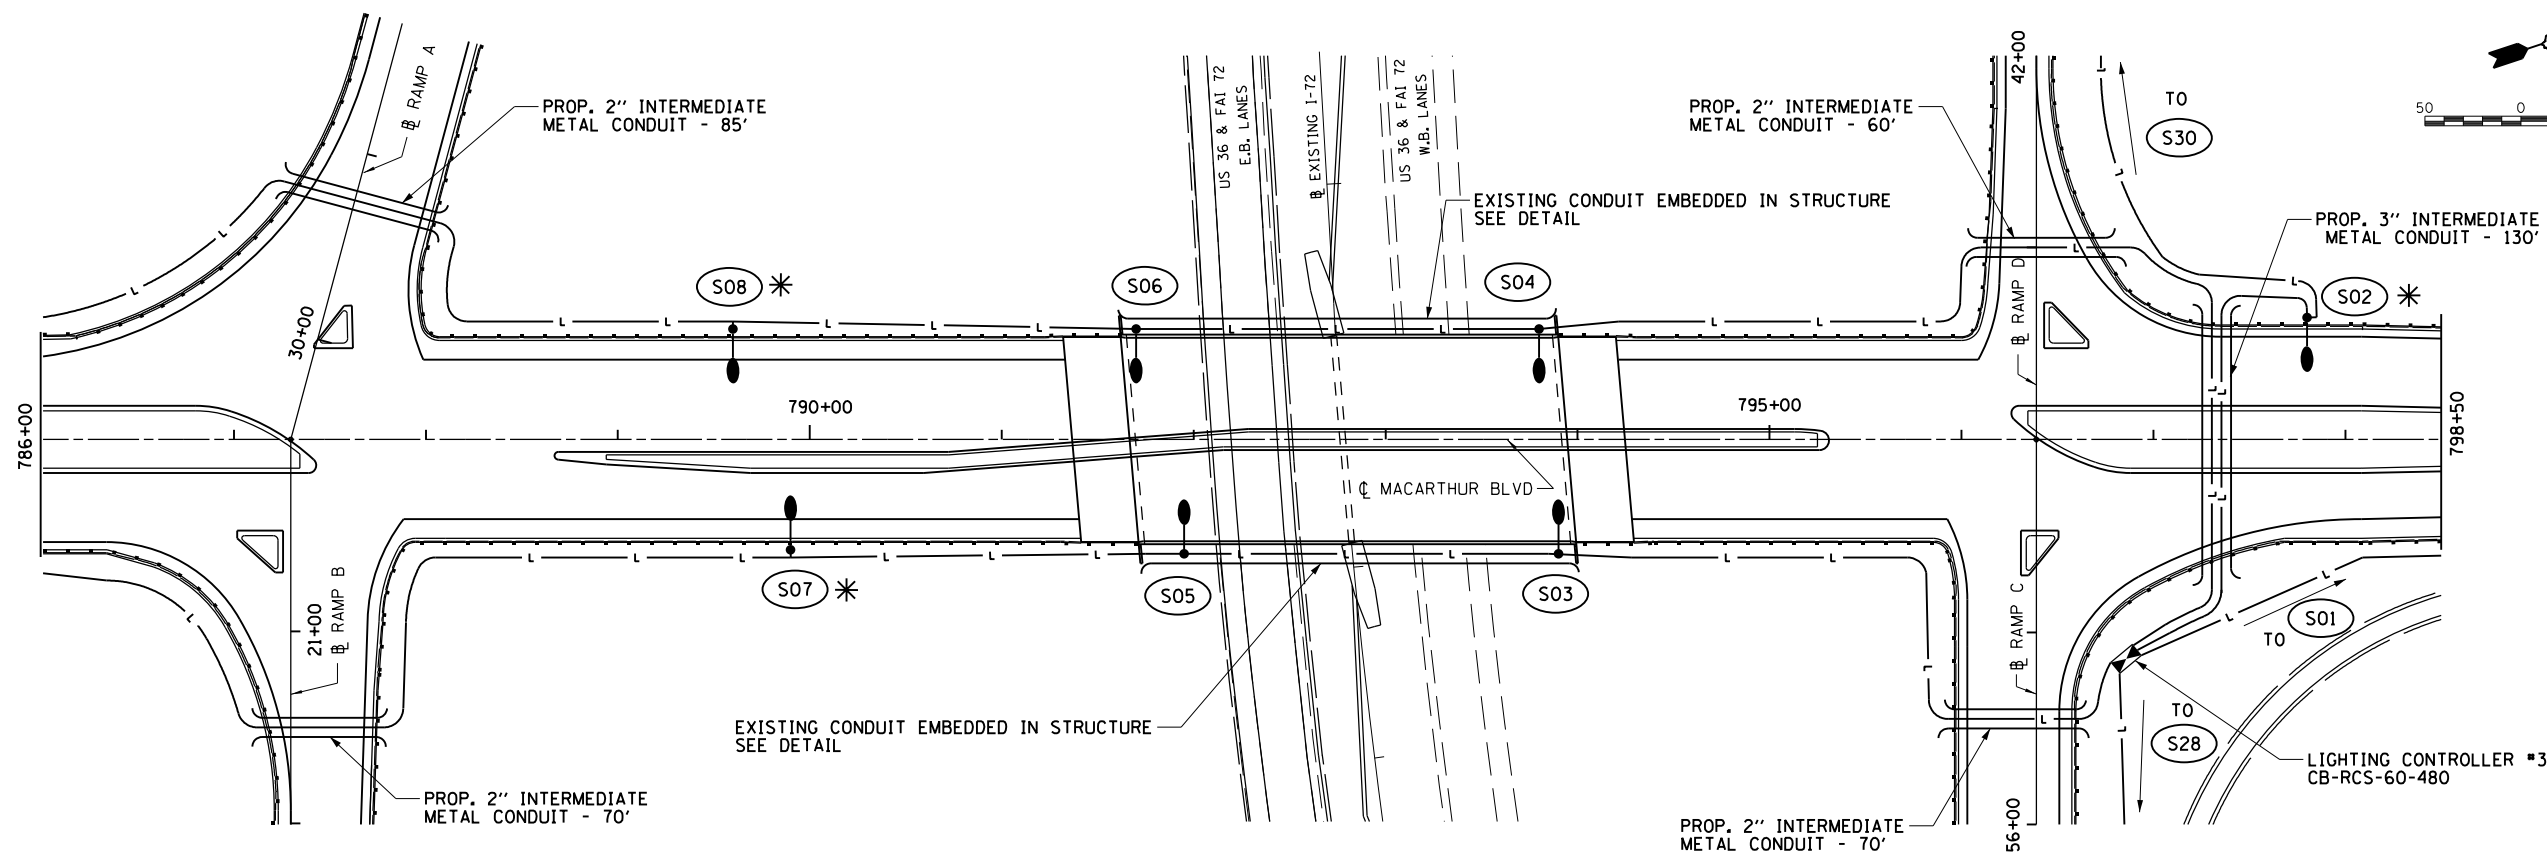 PROP. 2'' INTERMEDIATE
METAL CONDUIT - 85'
℔ RAMP A
US 36 & FAI 72
E.B. LANES
EXISTING I-72
US 36 & FAI 72
W.B. LANES
PROP. 2'' INTERMEDIATE
METAL CONDUIT - 60'
42+00
TO
S30
50
0
EXISTING CONDUIT EMBEDDED IN STRUCTURE
SEE DETAIL
PROP. 3'' INTERMEDIATE
METAL CONDUIT - 130'
S08 *
S06
S04
S02 *
RAMP D
30+00
790+00
795+00
786+00
798+50
℄ MACARTHUR BLVD
S07 *
S05
S03
RAMP B
21+00
RAMP C
S01
TO
TO
S28
EXISTING CONDUIT EMBEDDED IN STRUCTURE
SEE DETAIL
LIGHTING CONTROLLER #3
CB-RCS-60-480
PROP. 2'' INTERMEDIATE
METAL CONDUIT - 70'
PROP. 2'' INTERMEDIATE
METAL CONDUIT - 70'
56+00